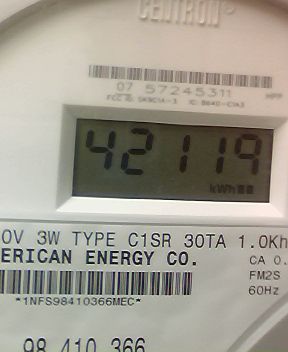 CENTRON®
07 57245311
42119
kWh
0V 3W TYPE C1SR 30TA 1.0Kh
ERICAN ENERGY CO.
CA 0.
FM2S
*1NFS98410366MEC*
60Hz
98 410 366